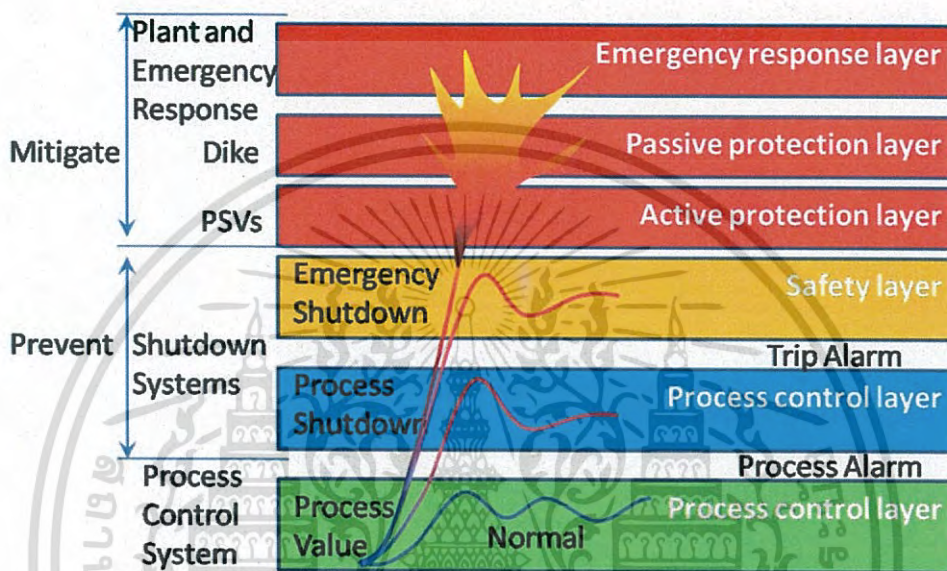 Plant and
Emergency
Response
Emergency response layer
Mitigate
Dike
Passive protection layer
PSVs
Active protection layer
Emergency
Shutdown
Safety layer
Prevent
Shutdown
Systems
Trip Alarm
Process
Shutdown
Process control layer
Process Alarm
Process
Control
System
Process
Value
Normal
Process control layer